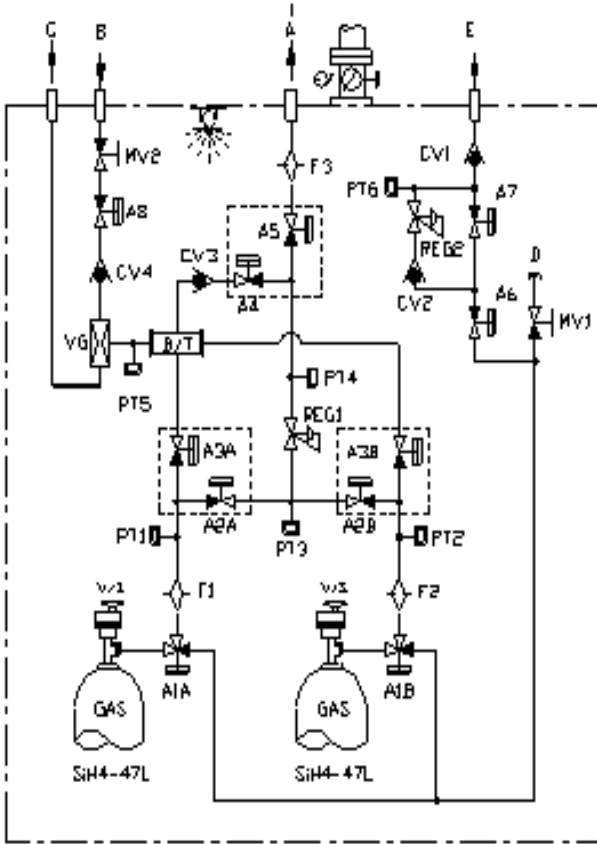 C B A E
MV2 CV1
F3 PT6 A7
A8 A5 REG2 D
CV4 CV3 CV2 A6
A4 MV1
VG B/T
PT5 PT4
REG1
A3A A3B
A2A A2B
PT1 PT3 PT2
F1 F2
A1A A1B
GAS GAS
SiH4-47L SiH4-47L